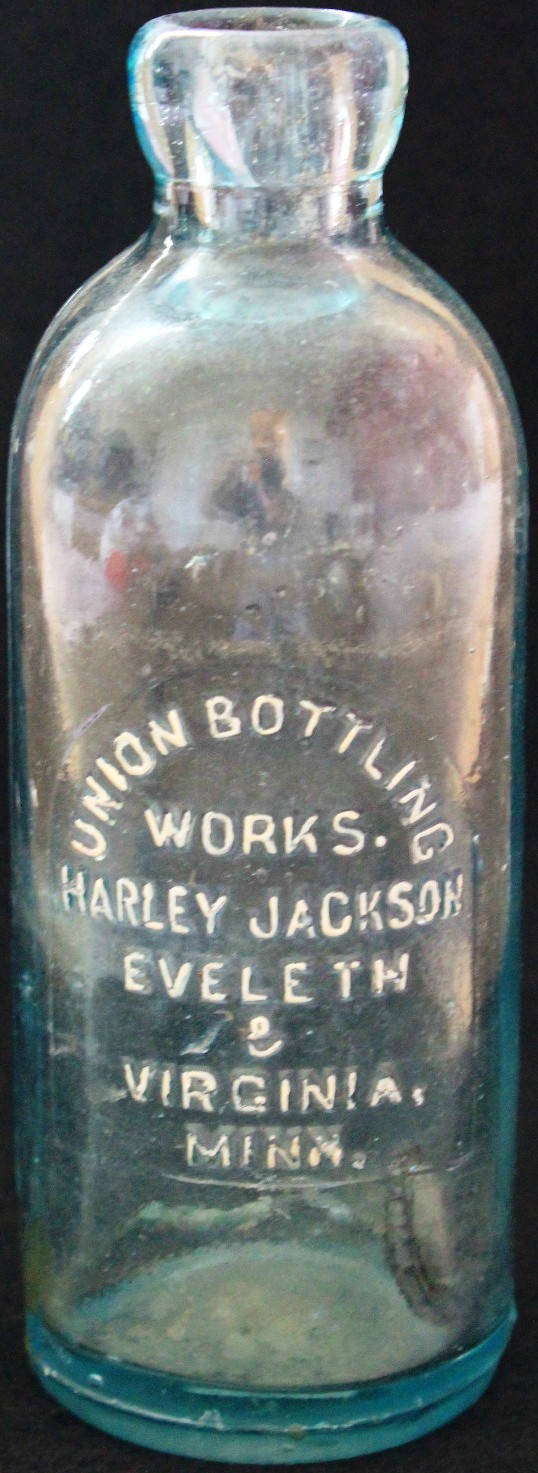 UNION BOTTLING
WORKS.
HARLEY JACKSON
EVELETH
&
VIRGINIA,
MINN.